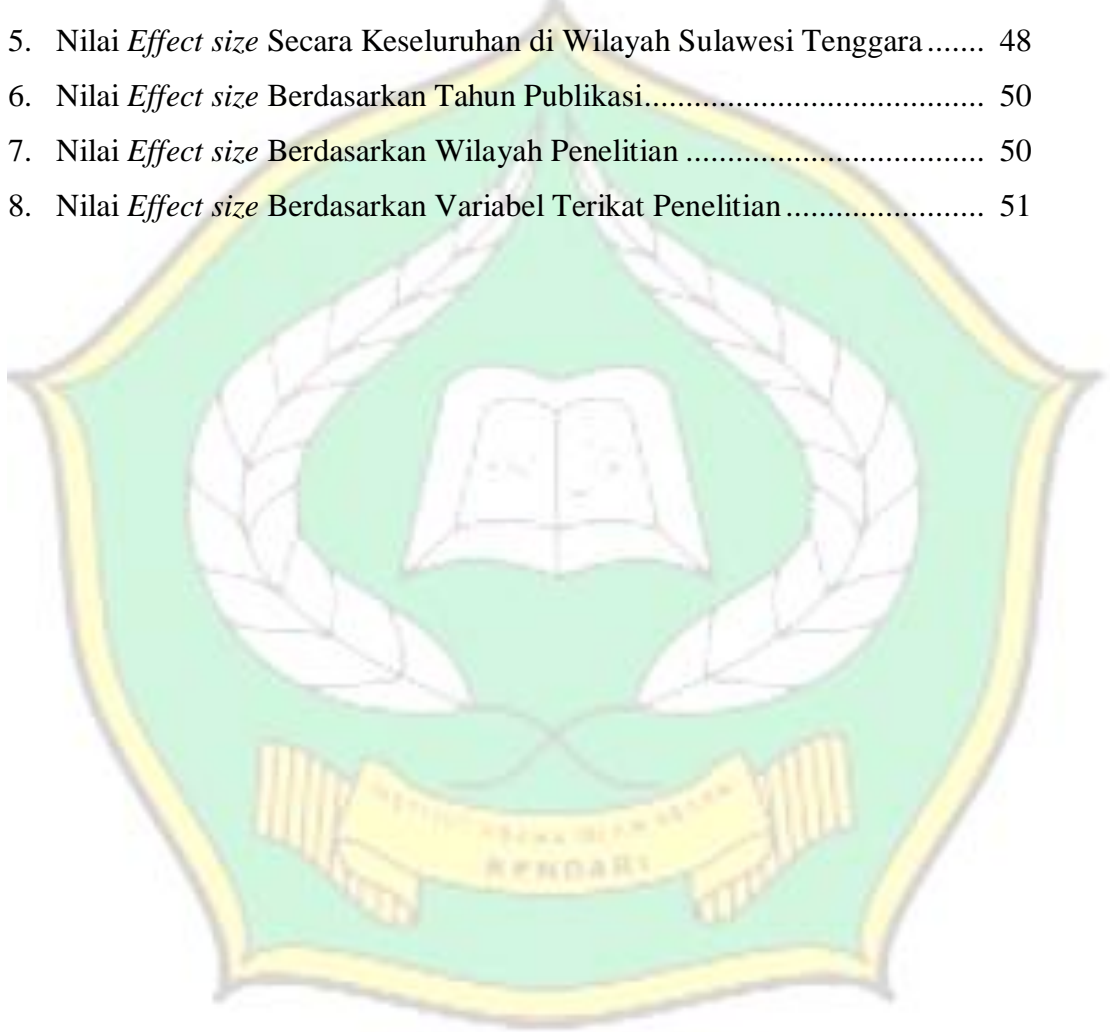 5. Nilai Effect size Secara Keseluruhan di Wilayah Sulawesi Tenggara ....... 48
6. Nilai Effect size Berdasarkan Tahun Publikasi...................................... 50
7. Nilai Effect size Berdasarkan Wilayah Penelitian ................................. 50
8. Nilai Effect size Berdasarkan Variabel Terikat Penelitian ...................... 51
KENDARI